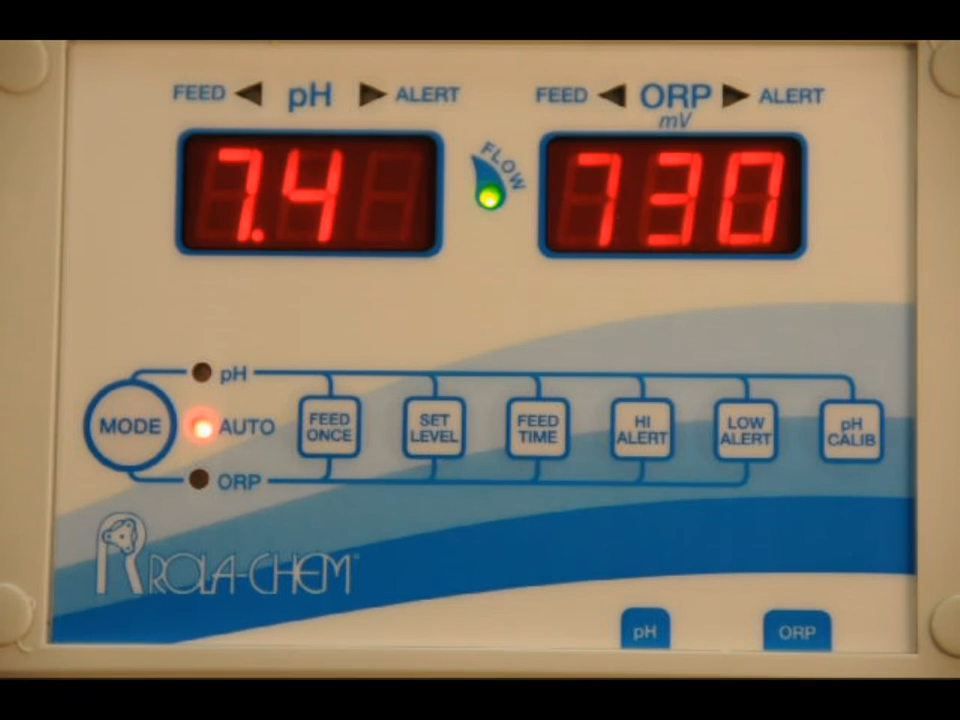 FEED ◀ pH ▶ ALERT
FEED ◀ ORP ▶ ALERT
mV
7.4
FLOW
730
pH
MODE
AUTO
ORP
FEED ONCE
SET LEVEL
FEED TIME
HI ALERT
LOW ALERT
pH CALIB
R ROLA-CHEM
pH
ORP